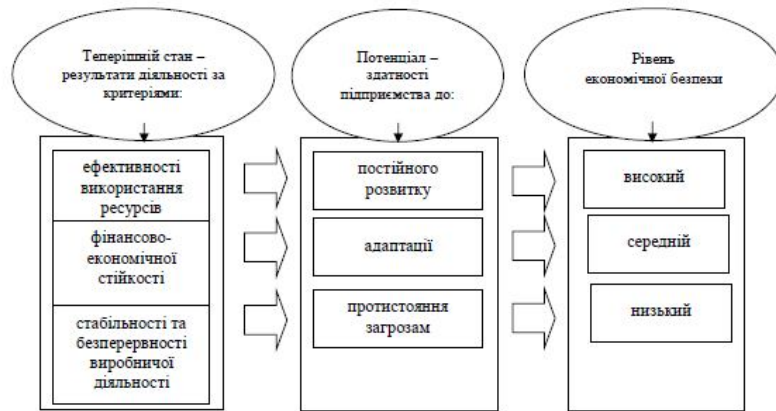 Теперішній стан –
результати діяльності за
критеріями:
Потенціал –
здатності
підприємства до:
Рівень
економічної безпеки
ефективності
використання
ресурсів
фінансово-
економічної
стійкості
стабільності та
безперервності
виробничої
діяльності
постійного
розвитку
адаптації
протистояння
загрозам
високий
середній
низький